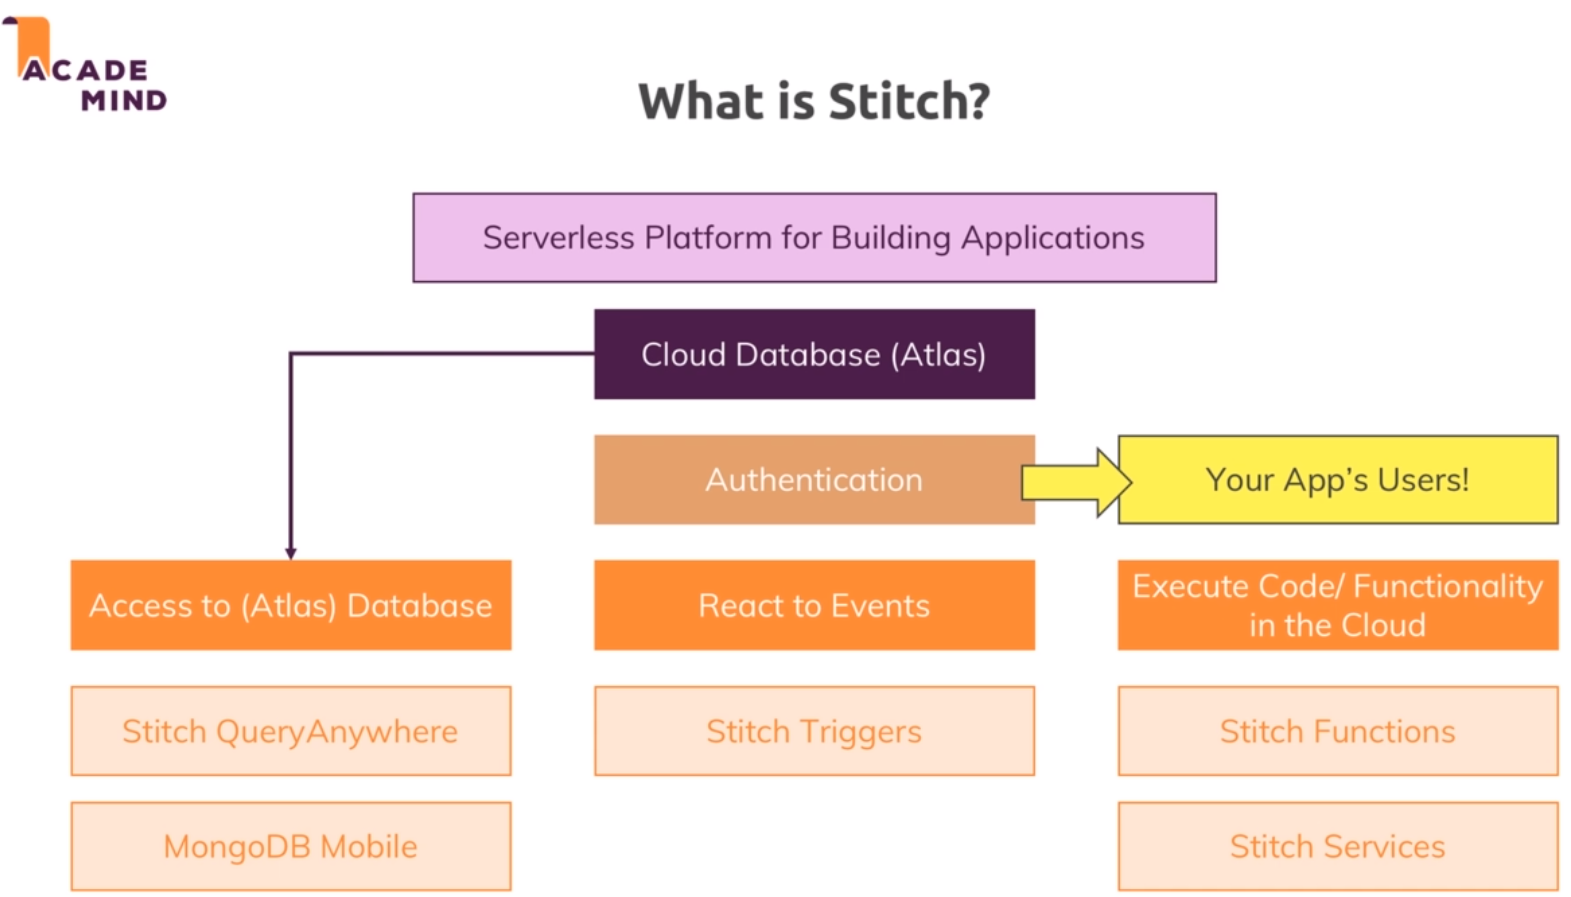 ACADE
MIND
What is Stitch?
Serverless Platform for Building Applications
Cloud Database (Atlas)
Authentication
Your App's Users!
Access to (Atlas) Database
React to Events
Execute Code/ Functionality
in the Cloud
Stitch QueryAnywhere
Stitch Triggers
Stitch Functions
MongoDB Mobile
Stitch Services